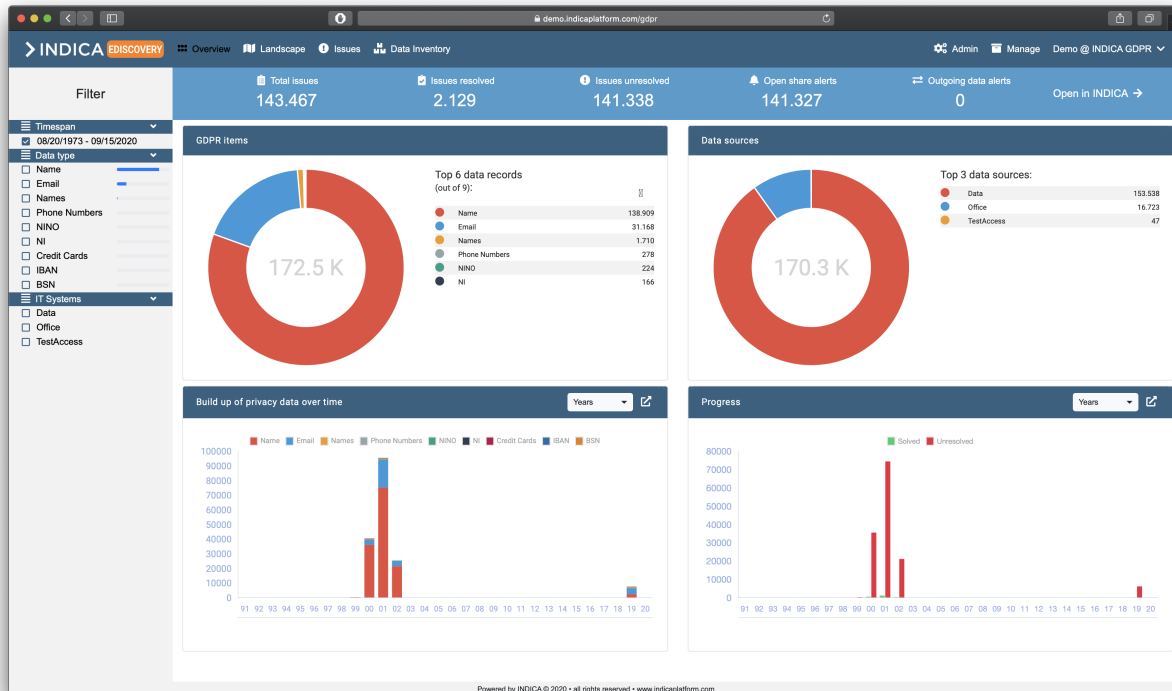 demo.indicaplatform.com/gdpr
INDICA EDISCOVERY
Overview
Landscape
Issues
Data Inventory
Admin
Manage
Demo @ INDICA GDPR
Filter
Total issues
143.467
Issues resolved
2.129
Issues unresolved
141.338
Open share alerts
141.327
Outgoing data alerts
0
Open in INDICA →
Timespan
08/20/1973 - 09/15/2020
Data type
Name
Email
Names
Phone Numbers
NINO
NI
Credit Cards
IBAN
BSN
IT Systems
Data
Office
TestAccess
GDPR items
172.5 K
Top 6 data records
(out of 9):
Name 138.909
Email 31.168
Names 1.710
Phone Numbers 278
NINO 224
NI 166
Data sources
170.3 K
Top 3 data sources:
Data 153.538
Office 16.723
TestAccess 47
Build up of privacy data over time
Years
Name Email Names Phone Numbers NINO NI Credit Cards IBAN BSN
100000
90000
80000
70000
60000
50000
40000
30000
20000
10000
0
91 92 93 94 95 96 97 98 99 00 01 02 03 04 05 06 07 08 09 10 11 12 13 14 15 16 17 18 19 20
Progress
Years
Solved Unresolved
80000
70000
60000
50000
40000
30000
20000
10000
0
91 92 93 94 95 96 97 98 99 00 01 02 03 04 05 06 07 08 09 10 11 12 13 14 15 16 17 18 19 20
Powered by INDICA © 2020 • all rights reserved • www.indicaplatform.com